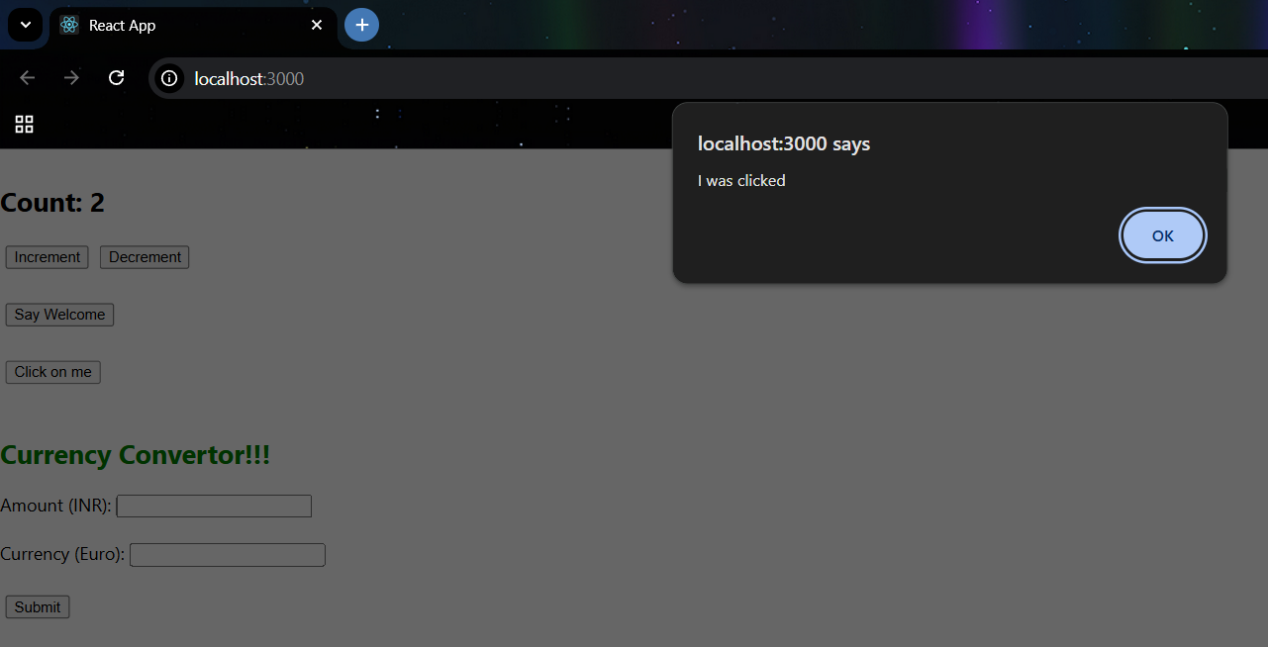 React App
localhost:3000
localhost:3000 says
I was clicked
OK
Count: 2
Increment Decrement
Say Welcome
Click on me
Currency Convertor!!!
Amount (INR):
Currency (Euro):
Submit